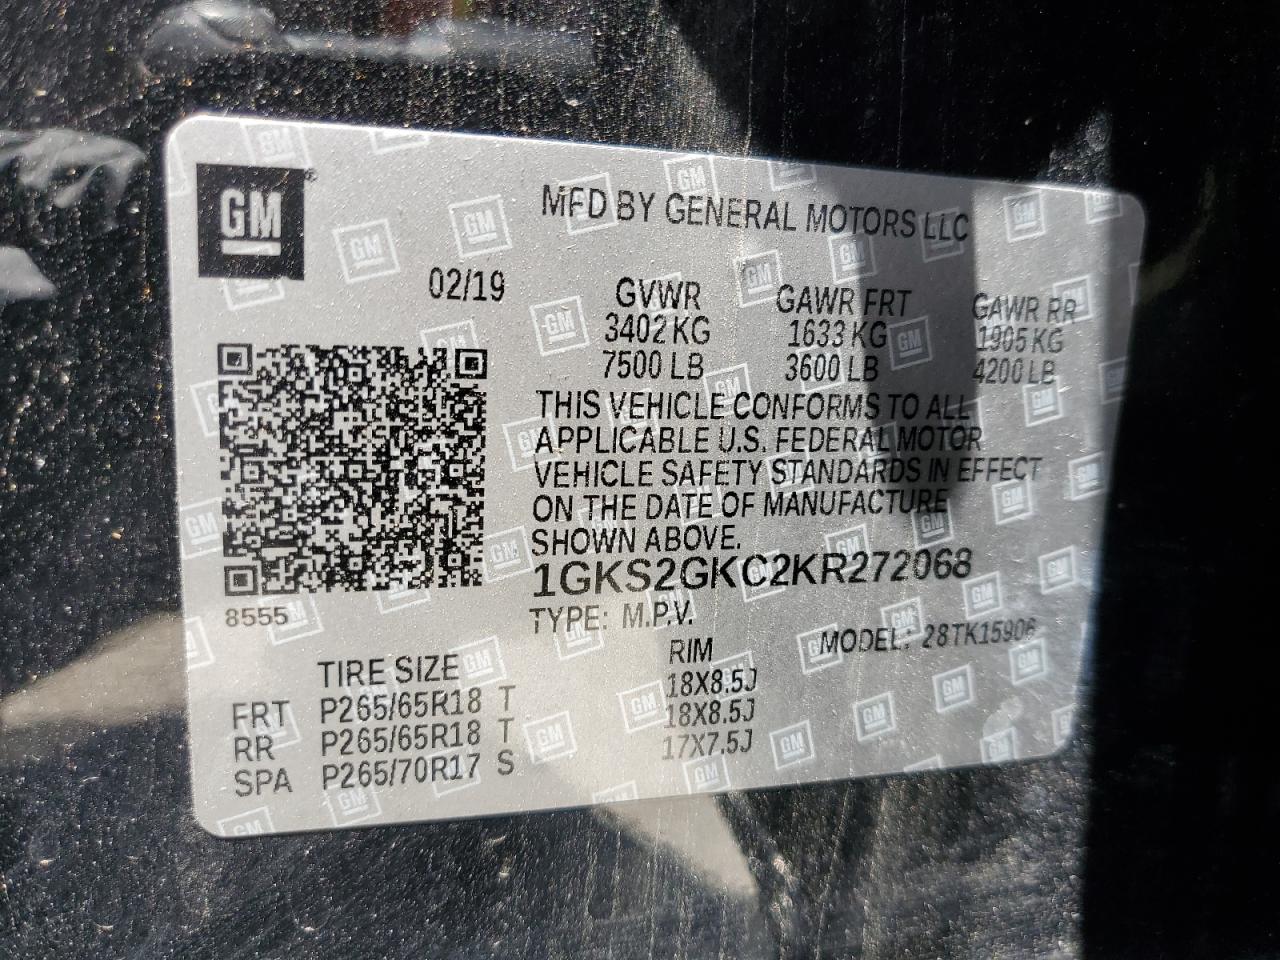 GM
MFD BY GENERAL MOTORS LLC
02/19
GVWR GAWR FRT GAWR RR
3402 KG 1633 KG 1905 KG
7500 LB 3600 LB 4200 LB
THIS VEHICLE CONFORMS TO ALL
APPLICABLE U.S. FEDERAL MOTOR
VEHICLE SAFETY STANDARDS IN EFFECT
ON THE DATE OF MANUFACTURE
SHOWN ABOVE.
1GKS2GKC2KR272068
8555
TYPE: M.P.V. MODEL: 28TK15906
TIRE SIZE RIM
FRT P265/65R18 T 18X8.5J
RR P265/65R18 T 18X8.5J
SPA P265/70R17 S 17X7.5J